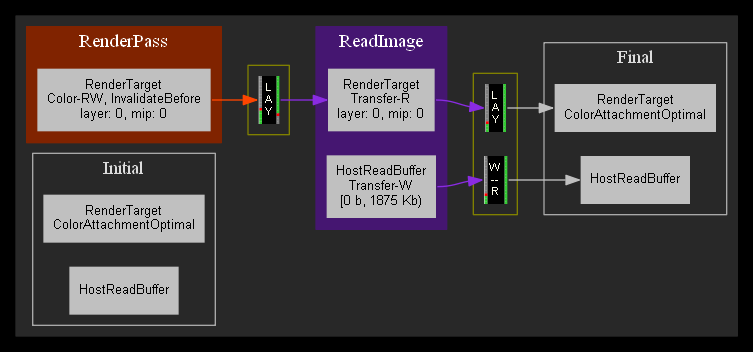 RenderPass
RenderTarget
Color-RW, InvalidateBefore
layer: 0, mip: 0
L
A
Y
ReadImage
RenderTarget
Transfer-R
layer: 0, mip: 0
HostReadBuffer
Transfer-W
[0 b, 1875 Kb)
L
A
Y
W
--
R
Final
RenderTarget
ColorAttachmentOptimal
HostReadBuffer
Initial
RenderTarget
ColorAttachmentOptimal
HostReadBuffer